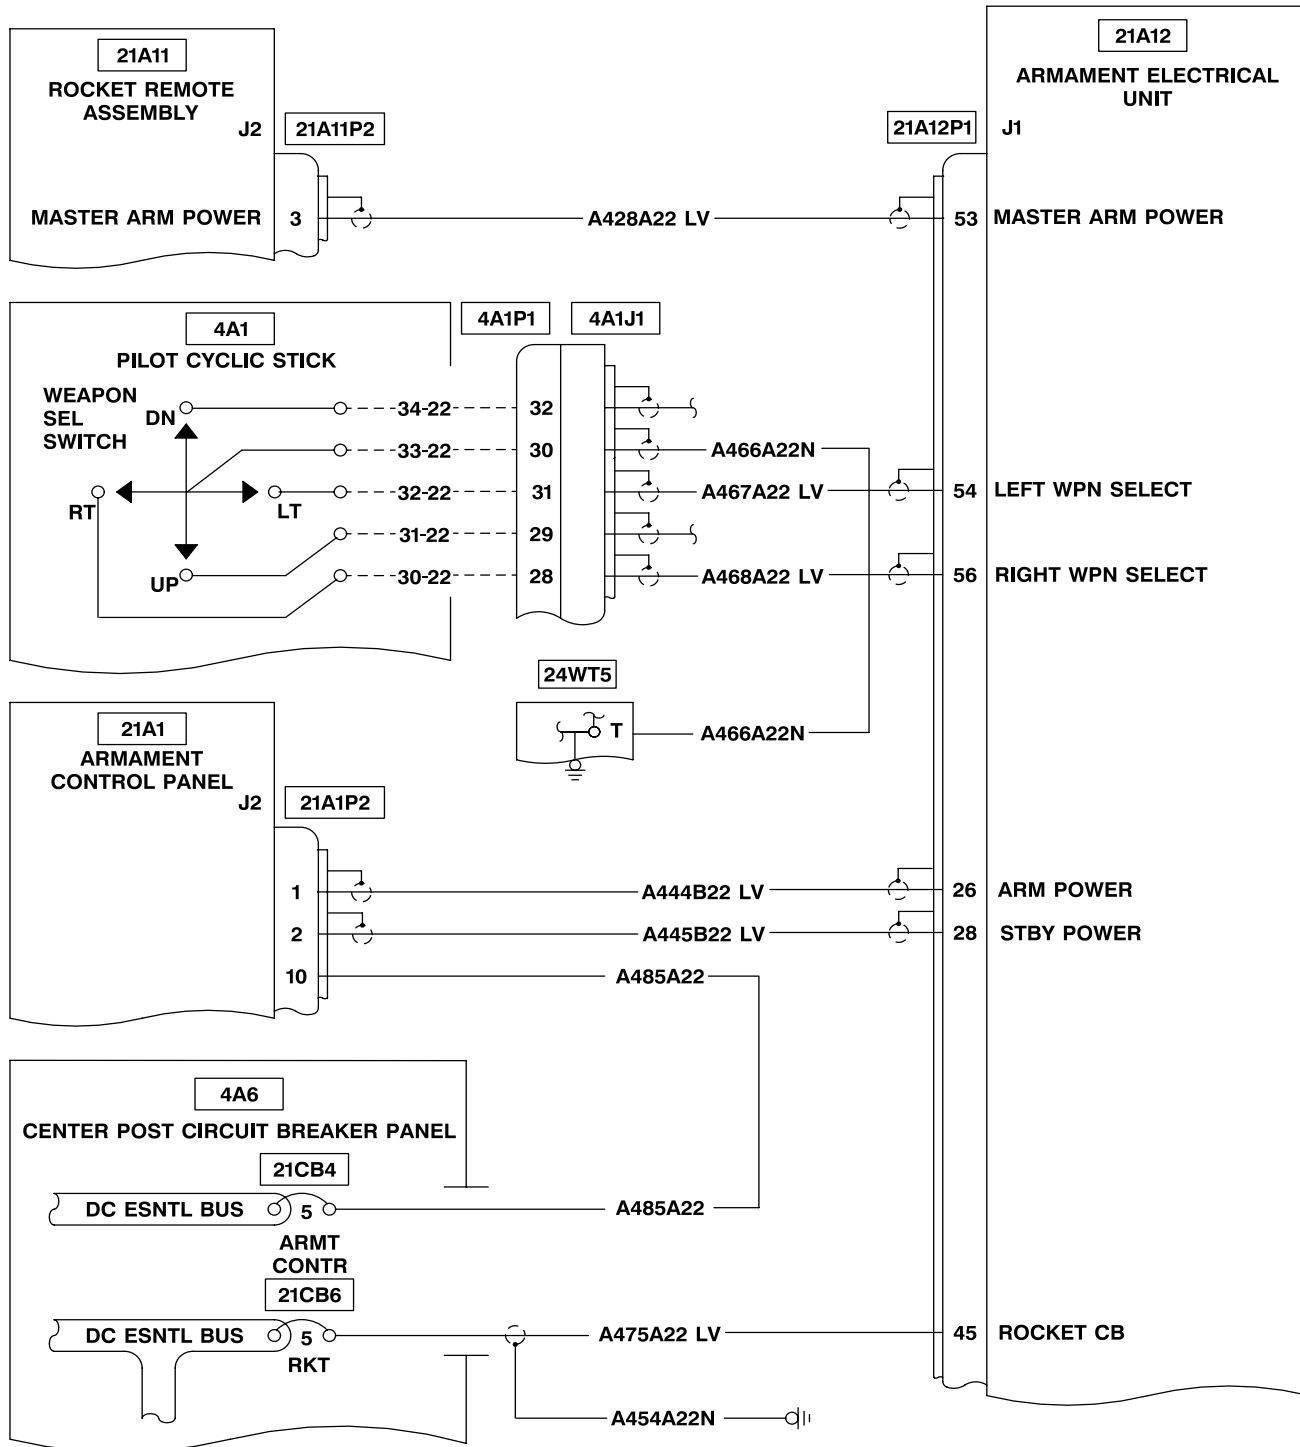 21A11
ROCKET REMOTE
ASSEMBLY
J2
21A11P2
MASTER ARM POWER
3
A428A22 LV
21A12
ARMAMENT ELECTRICAL
UNIT
21A12P1
J1
53
MASTER ARM POWER
4A1
PILOT CYCLIC STICK
4A1P1
4A1J1
WEAPON
SEL
SWITCH
DN
RT
LT
UP
34-22
32
33-22
30
A466A22N
32-22
31
A467A22 LV
54
LEFT WPN SELECT
31-22
29
30-22
28
A468A22 LV
56
RIGHT WPN SELECT
24WT5
T
A466A22N
21A1
ARMAMENT
CONTROL PANEL
J2
21A1P2
1
A444B22 LV
26
ARM POWER
2
A445B22 LV
28
STBY POWER
10
A485A22
4A6
CENTER POST CIRCUIT BREAKER PANEL
21CB4
DC ESNTL BUS
5
A485A22
ARMT
CONTR
21CB6
DC ESNTL BUS
5
RKT
A475A22 LV
45
ROCKET CB
A454A22N